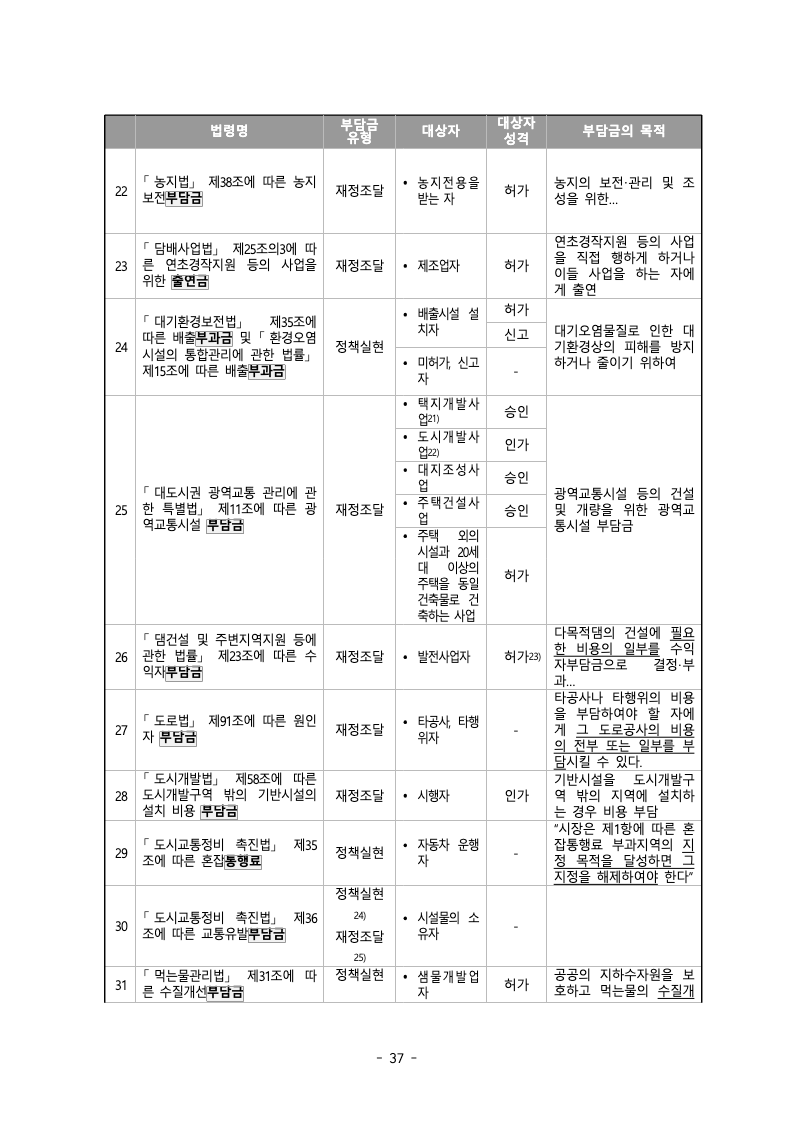 법령명
부담금
유형
대상자
대상자
성격
부담금의 목적
22
「농지법」 제38조에 따른 농지
보전부담금
재정조달
• 농지전용을
받는 자
허가
농지의 보전·관리 및 조
성을 위한...
23
「담배사업법」 제25조의3에 따
른 연초경작지원 등의 사업을
위한 출연금
재정조달
• 제조업자
허가
연초경작지원 등의 사업
을 직접 행하게 하거나
이들 사업을 하는 자에
게 출연
24
「대기환경보전법」 제35조에
따른 배출부과금 및「환경오염
시설의 통합관리에 관한 법률」
제15조에 따른 배출부과금
정책실현
• 배출시설 설
치자
허가
신고
• 미허가, 신고
자
-
대기오염물질로 인한 대
기환경상의 피해를 방지
하거나 줄이기 위하여
25
「대도시권 광역교통 관리에 관
한 특별법」 제11조에 따른 광
역교통시설 부담금
재정조달
• 택지개발사
업21)
승인
• 도시개발사
업22)
인가
• 대지조성사
업
승인
• 주택건설사
업
승인
• 주택 외의
시설과 20세
대 이상의
주택을 동일
건축물로 건
축하는 사업
허가
광역교통시설 등의 건설
및 개량을 위한 광역교
통시설 부담금
26
「댐건설 및 주변지역지원 등에
관한 법률」 제23조에 따른 수
익자부담금
재정조달
• 발전사업자
허가23)
다목적댐의 건설에 필요
한 비용의 일부를 수익
자부담금으로 결정·부
과...
27
「도로법」 제91조에 따른 원인
자 부담금
재정조달
• 타공사, 타행
위자
-
타공사나 타행위의 비용
을 부담하여야 할 자에
게 그 도로공사의 비용
의 전부 또는 일부를 부
담시킬 수 있다.
28
「도시개발법」 제58조에 따른
도시개발구역 밖의 기반시설의
설치 비용 부담금
재정조달
• 시행자
인가
기반시설을 도시개발구
역 밖의 지역에 설치하
는 경우 비용 부담
29
「도시교통정비 촉진법」 제35
조에 따른 혼잡통행료
정책실현
• 자동차 운행
자
-
"시장은 제1항에 따른 혼
잡통행료 부과지역의 지
정 목적을 달성하면 그
지정을 해제하여야 한다"
30
「도시교통정비 촉진법」 제36
조에 따른 교통유발부담금
정책실현
24)
재정조달
25)
• 시설물의 소
유자
-
31
「먹는물관리법」 제31조에 따
른 수질개선부담금
정책실현
• 샘물개발업
자
허가
공공의 지하수자원을 보
호하고 먹는물의 수질개
- 37 -